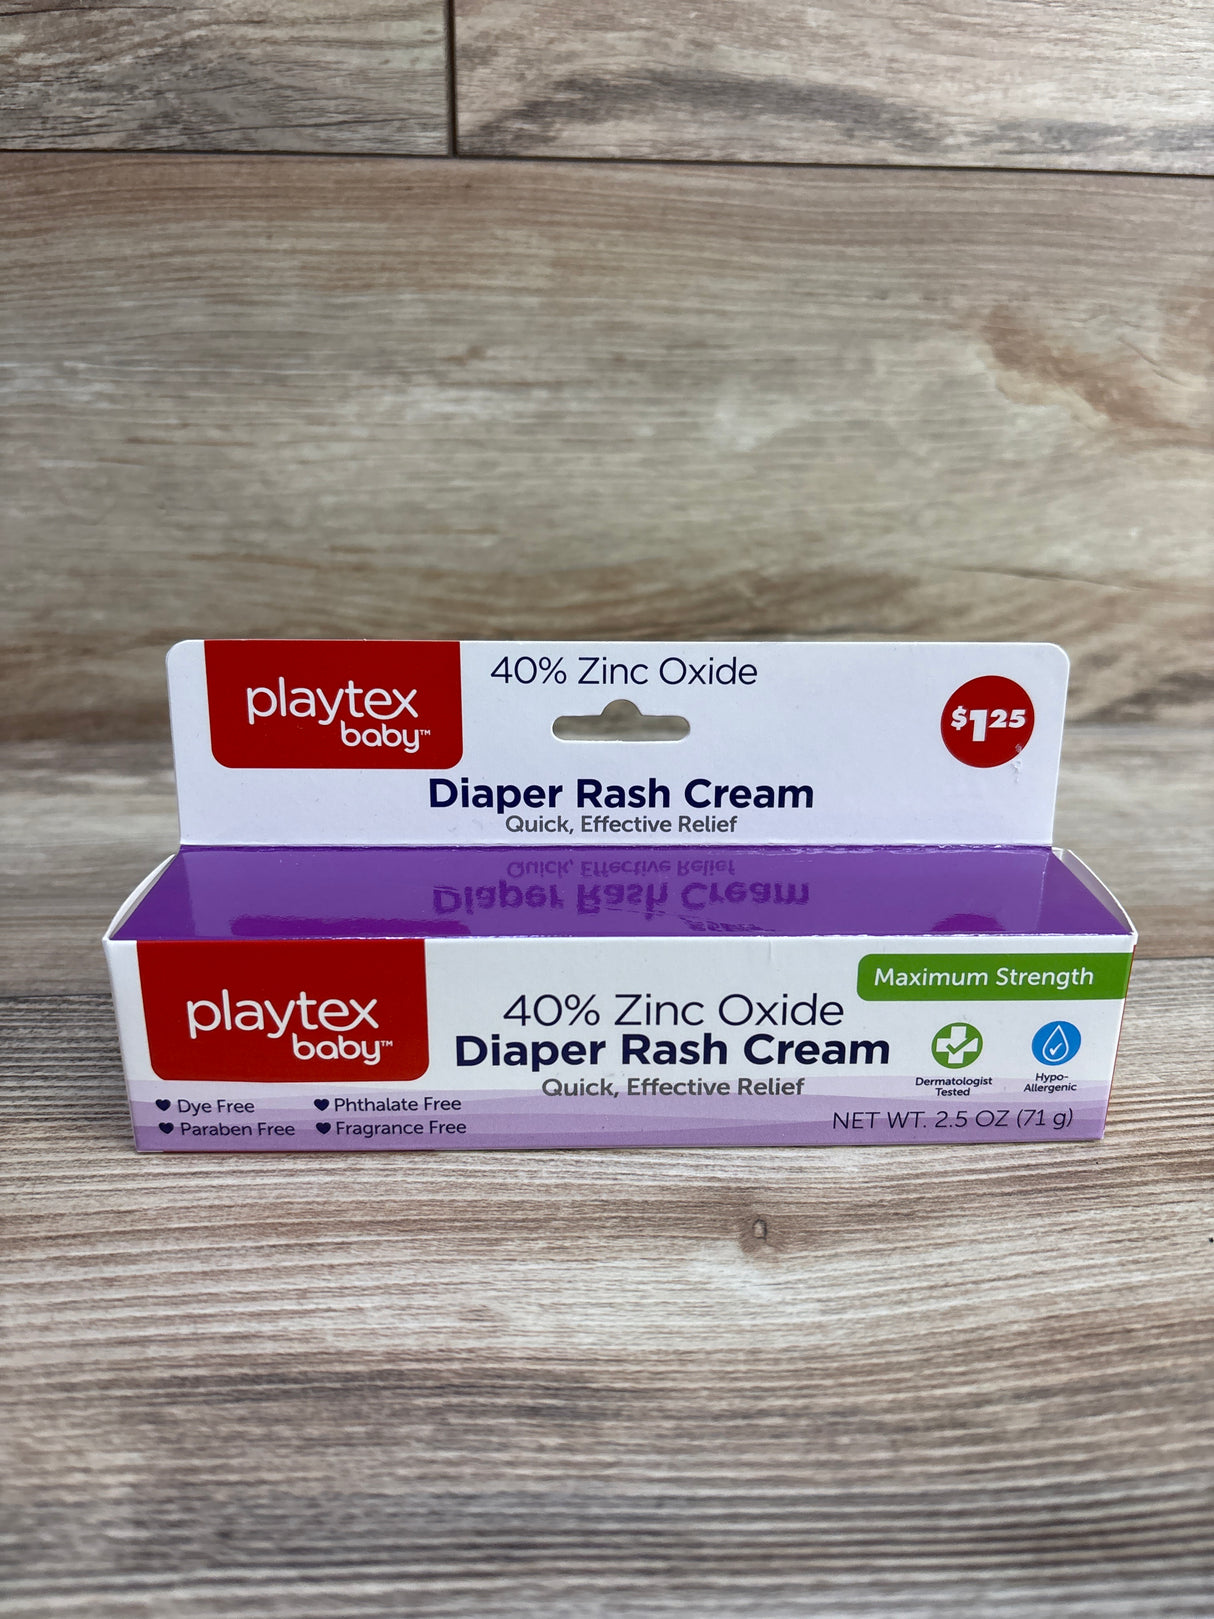 playtex
baby™
40% Zinc Oxide
$1.25
Diaper Rash Cream
Quick, Effective Relief
Quick, Effective Relief
Diaper Rash Cream
playtex
baby™
40% Zinc Oxide
Diaper Rash Cream
Quick, Effective Relief
Maximum Strength
Dermatologist
Tested
Hypo-
Allergenic
Dye Free
Phthalate Free
Paraben Free
Fragrance Free
NET WT. 2.5 OZ (71 g)